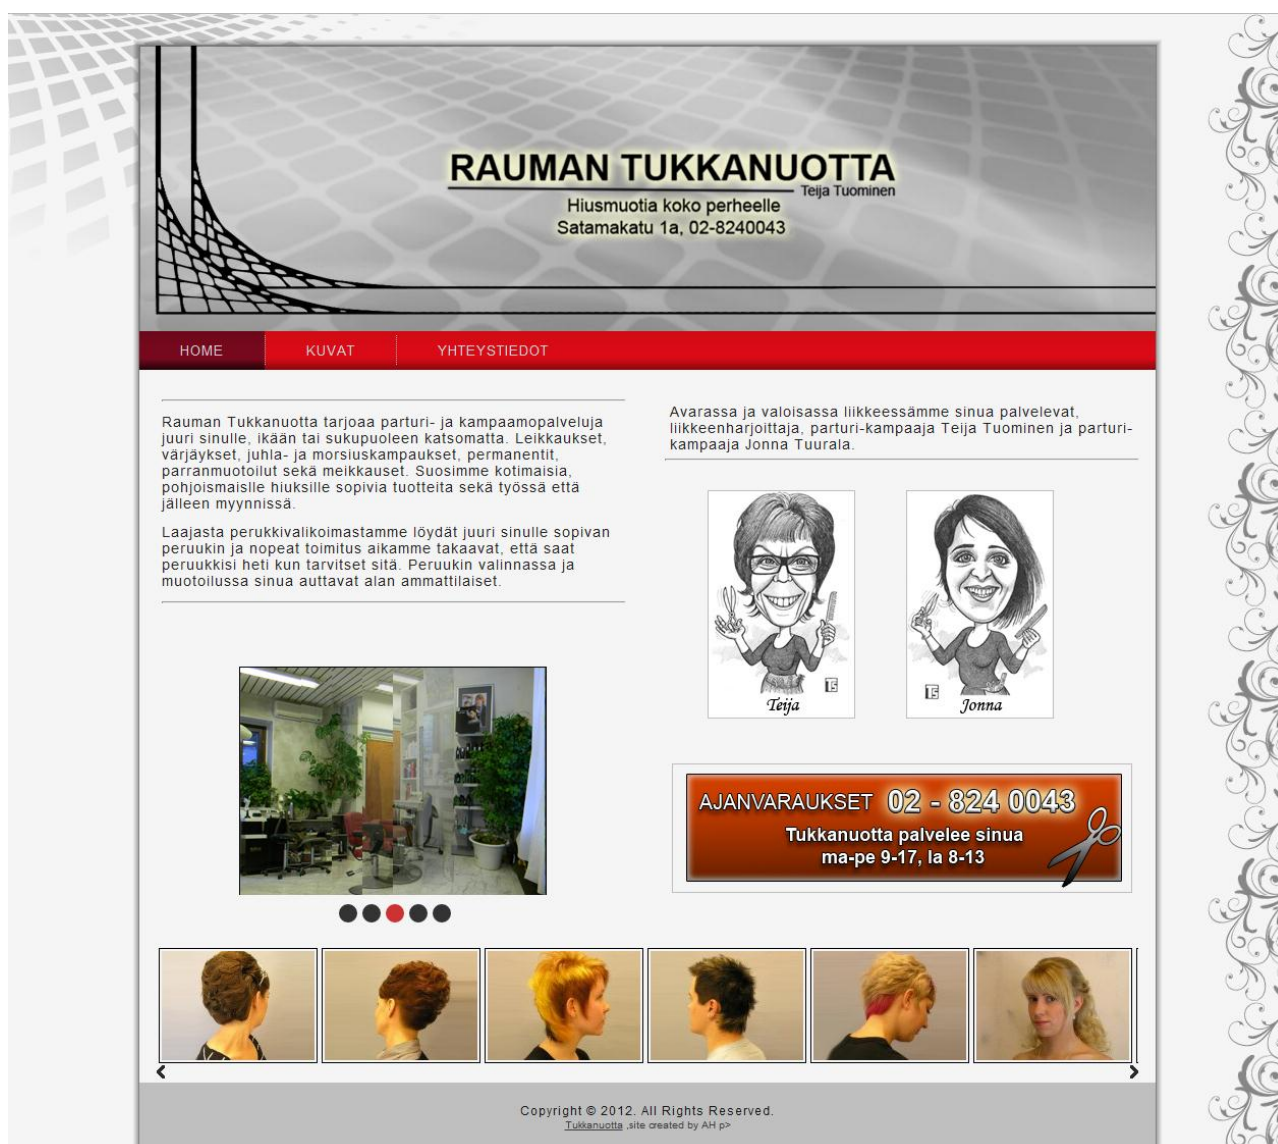 RAUMAN TUKKANUOTTA
Teija Tuominen
Hiusmuotia koko perheelle
Satamakatu 1a, 02-8240043
HOME
KUVAT
YHTEYSTIEDOT
Rauman Tukkanuotta tarjoaa parturi- ja kampaamopalveluja
juuri sinulle, ikään tai sukupuoleen katsomatta. Leikkaukset,
värjäykset, juhla- ja morsiuskampaukset, permanentit,
parranmuotoilut sekä meikkauset. Suosimme kotimaisia,
pohjoismaislle hiuksille sopivia tuotteita sekä työssä että
jälleen myynnissä.
Laajasta perukkivalikoimastamme löydät juuri sinulle sopivan
peruukin ja nopeat toimitus aikamme takaavat, että saat
peruukkisi heti kun tarvitset sitä. Peruukin valinnassa ja
muotoilussa sinua auttavat alan ammattilaiset.
Avarassa ja valoisassa liikkeessämme sinua palvelevat,
liikkeenharjoittaja, parturi-kampaaja Teija Tuominen ja parturi-
kampaaja Jonna Tuurala.
TS
Teija
TS
Jonna
AJANVARAUKSET 02 - 824 0043
Tukkanuotta palvelee sinua
ma-pe 9-17, la 8-13
Copyright © 2012. All Rights Reserved.
Tukkanuotta ,site created by AH p>